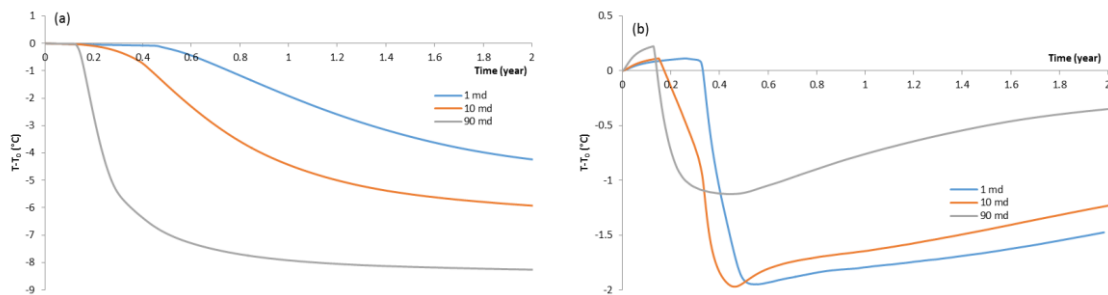 (a)
1
0
-1
-2
-3
-4
-5
-6
-7
-8
-9
0 0.2 0.4 0.6 0.8 1 1.2 1.4 1.6 1.8 2
Time (year)
T-T₀ (°C)
1 md
10 md
90 md
(b)
0.5
0
-0.5
-1
-1.5
-2
0 0.2 0.4 0.6 0.8 1 1.2 1.4 1.6 1.8 2
Time (year)
T-T₀ (°C)
1 md
10 md
90 md